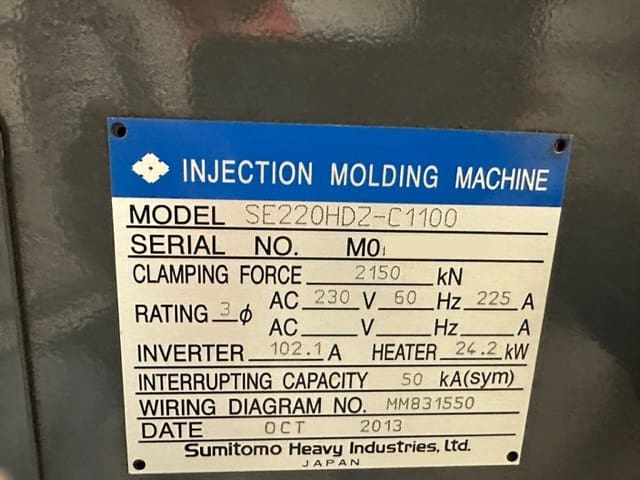 INJECTION MOLDING MACHINE
MODEL SE220HDZ-C1100
SERIAL NO. M0
CLAMPING FORCE 2150 kN
RATING 3 ϕ AC 230 V 60 Hz 225 A
AC V Hz A
INVERTER 102.1 A HEATER 24.2 kW
INTERRUPTING CAPACITY 50 kA(sym)
WIRING DIAGRAM NO. MM831550
DATE OCT 2013
Sumitomo Heavy Industries, Ltd.
JAPAN